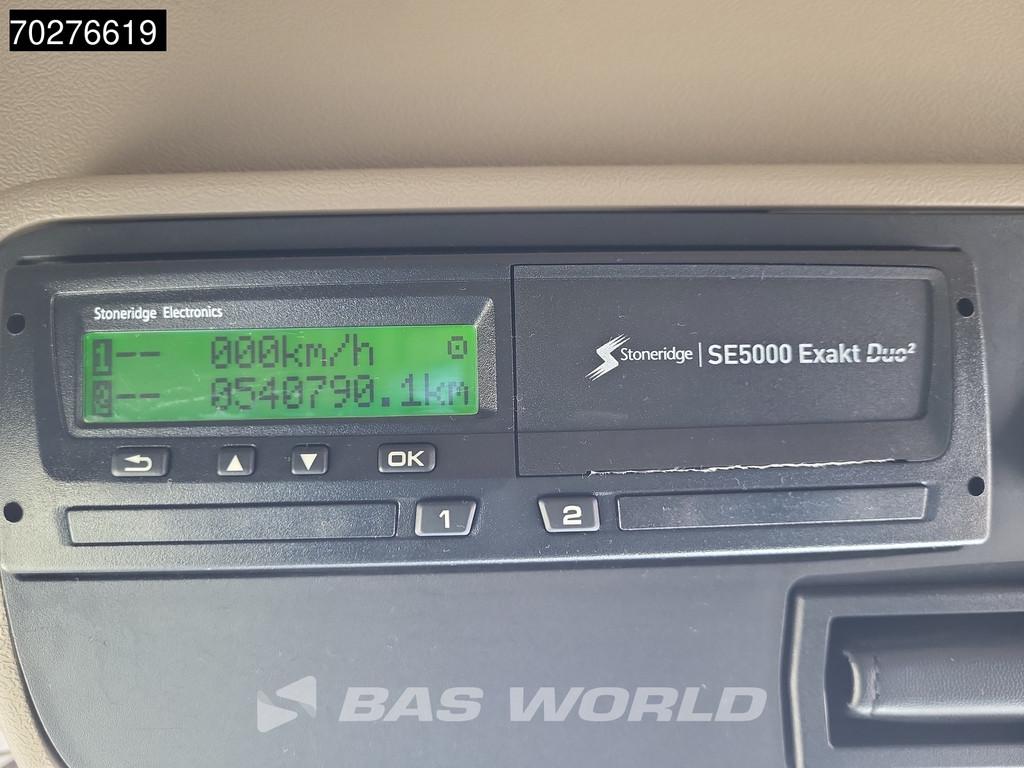 70276619
Stoneridge Electronics
1-- 000km/h
2-- 0540790.1km
Stoneridge | SE5000 Exakt Duo²
OK
1 2
BAS WORLD